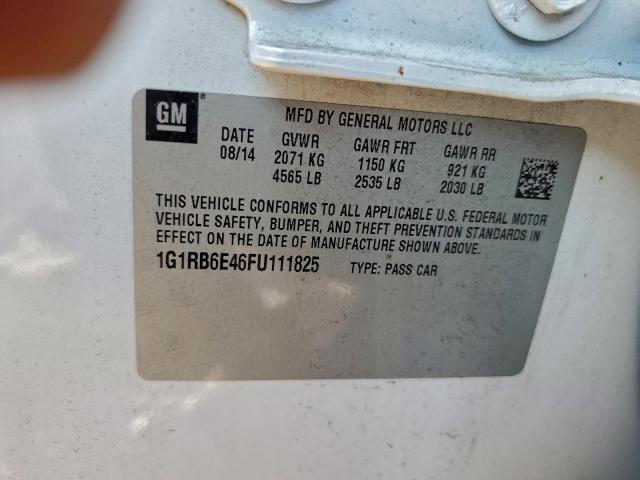 GM®
MFD BY GENERAL MOTORS LLC
DATE GVWR GAWR FRT GAWR RR
08/14 2071 KG 1150 KG 921 KG
4565 LB 2535 LB 2030 LB
THIS VEHICLE CONFORMS TO ALL APPLICABLE U.S. FEDERAL MOTOR
VEHICLE SAFETY, BUMPER, AND THEFT PREVENTION STANDARDS IN
EFFECT ON THE DATE OF MANUFACTURE SHOWN ABOVE.
1G1RB6E46FU111825 TYPE: PASS CAR